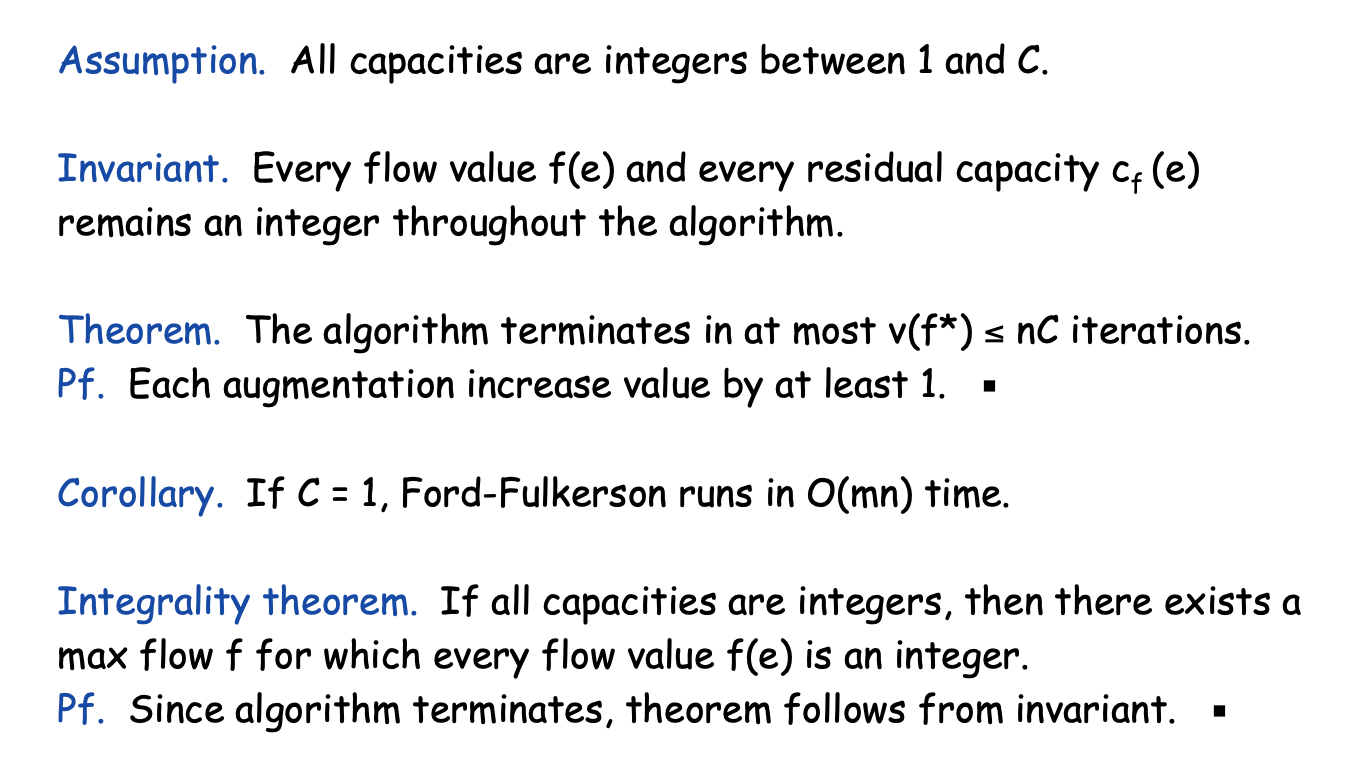 Assumption. All capacities are integers between 1 and C.
Invariant. Every flow value f(e) and every residual capacity c_f (e)
remains an integer throughout the algorithm.
Theorem. The algorithm terminates in at most v(f*) ≤ nC iterations.
Pf. Each augmentation increase value by at least 1. ▪
Corollary. If C = 1, Ford-Fulkerson runs in O(mn) time.
Integrality theorem. If all capacities are integers, then there exists a
max flow f for which every flow value f(e) is an integer.
Pf. Since algorithm terminates, theorem follows from invariant. ▪